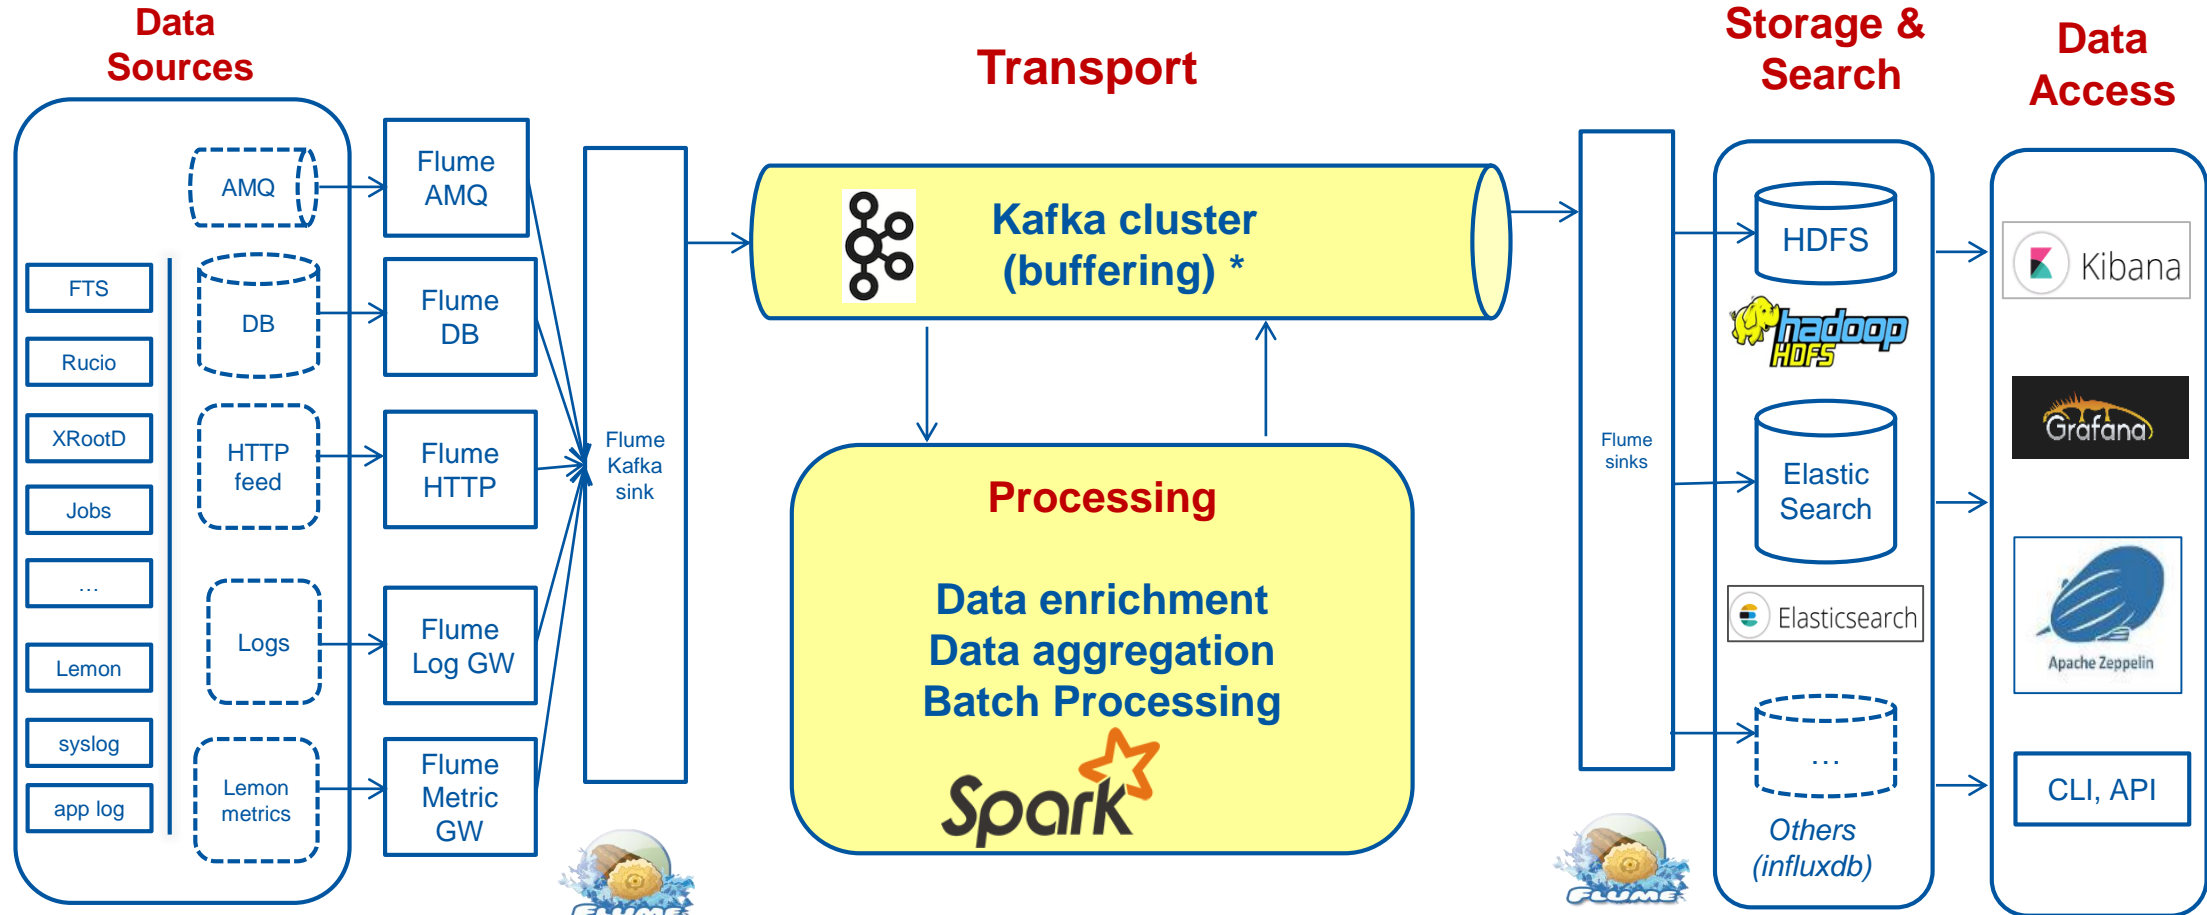 Data
Sources
Transport
Storage &
Search
Data
Access
FTS
Rucio
XRootD
Jobs
...
Lemon
syslog
app log
AMQ
DB
HTTP
feed
Logs
Lemon
metrics
Flume
AMQ
Flume
DB
Flume
HTTP
Flume
Log GW
Flume
Metric
GW
Flume
Kafka
sink
FLUME
Kafka cluster
(buffering) *
Processing
Data enrichment
Data aggregation
Batch Processing
Spark
Flume
sinks
FLUME
HDFS
hadoop
HDFS
Elastic
Search
Elasticsearch
...
Others
(influxdb)
Kibana
Grafana
Apache Zeppelin
CLI, API